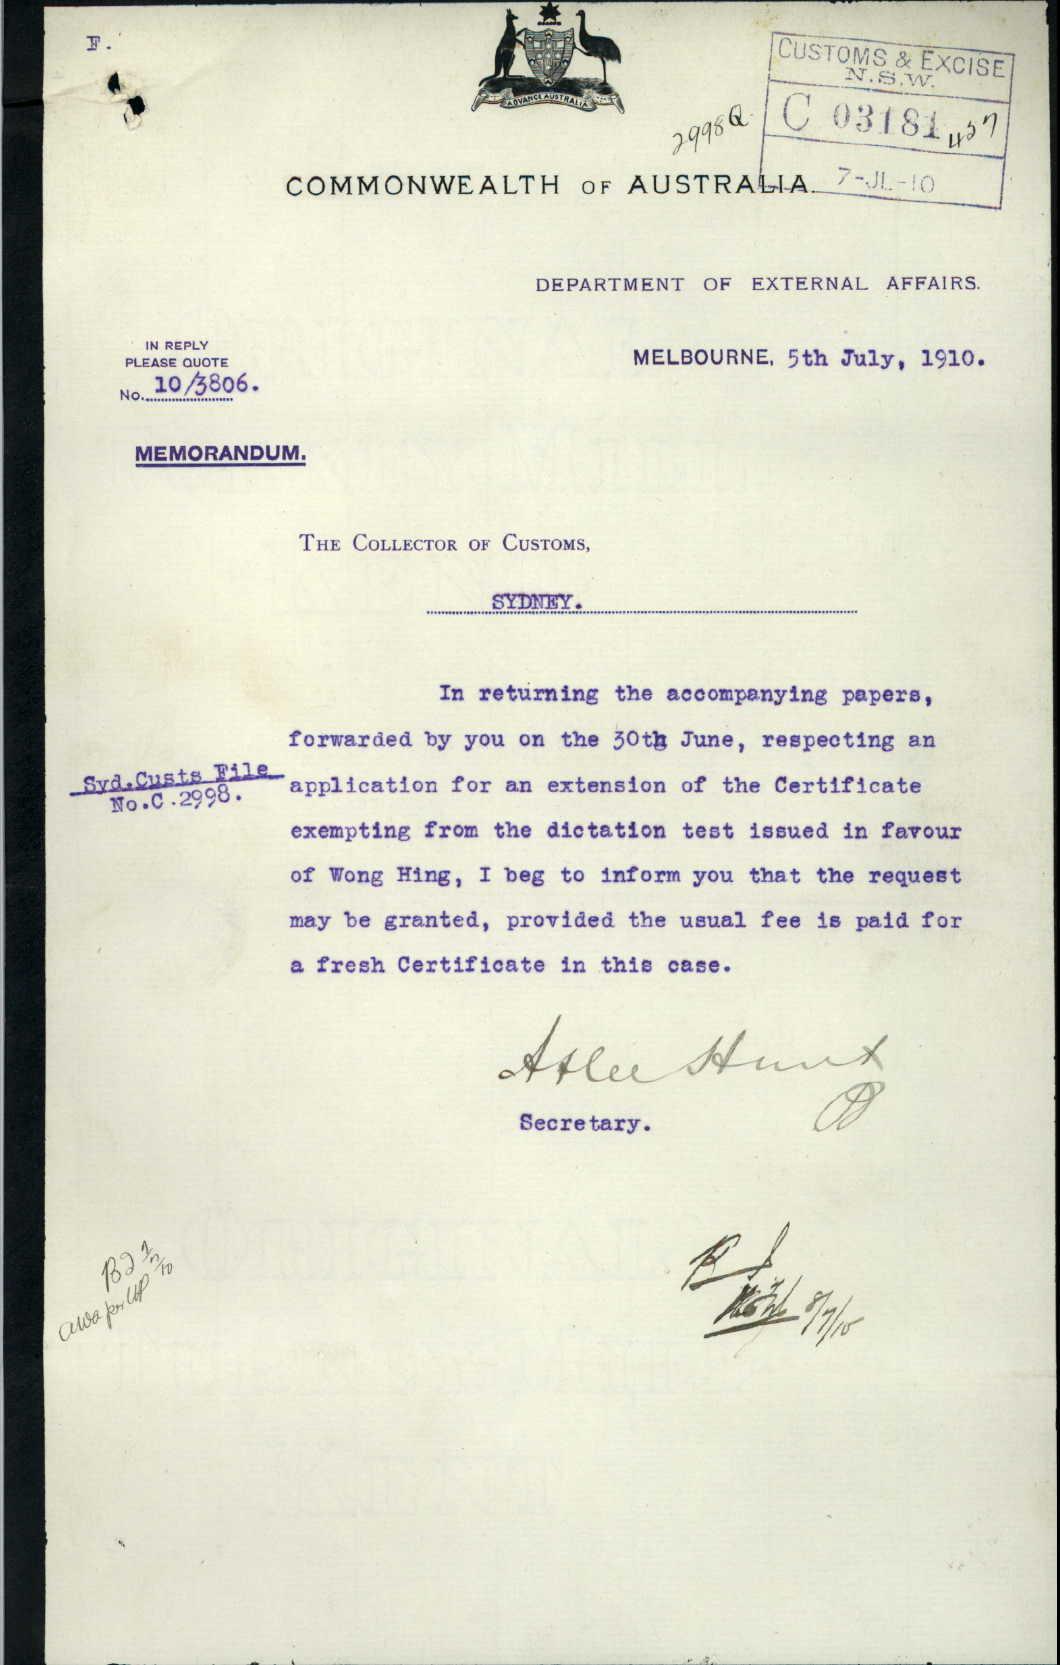 F.
ADVANCE AUSTRALIA
CUSTOMS & EXCISE
N.S.W.
C 03181
7-JL-10
2998Q
COMMONWEALTH OF AUSTRALIA.
DEPARTMENT OF EXTERNAL AFFAIRS.
IN REPLY
PLEASE QUOTE
No. 10/3806.
MELBOURNE, 5th July, 1910.
MEMORANDUM.
THE COLLECTOR OF CUSTOMS,
SYDNEY.
In returning the accompanying papers,
forwarded by you on the 30th June, respecting an
Syd.Custs File
No.C.2998.
application for an extension of the Certificate
exempting from the dictation test issued in favour
of Wong Hing, I beg to inform you that the request
may be granted, provided the usual fee is paid for
a fresh Certificate in this case.
Atlee Hunt
Secretary.
8/7/10